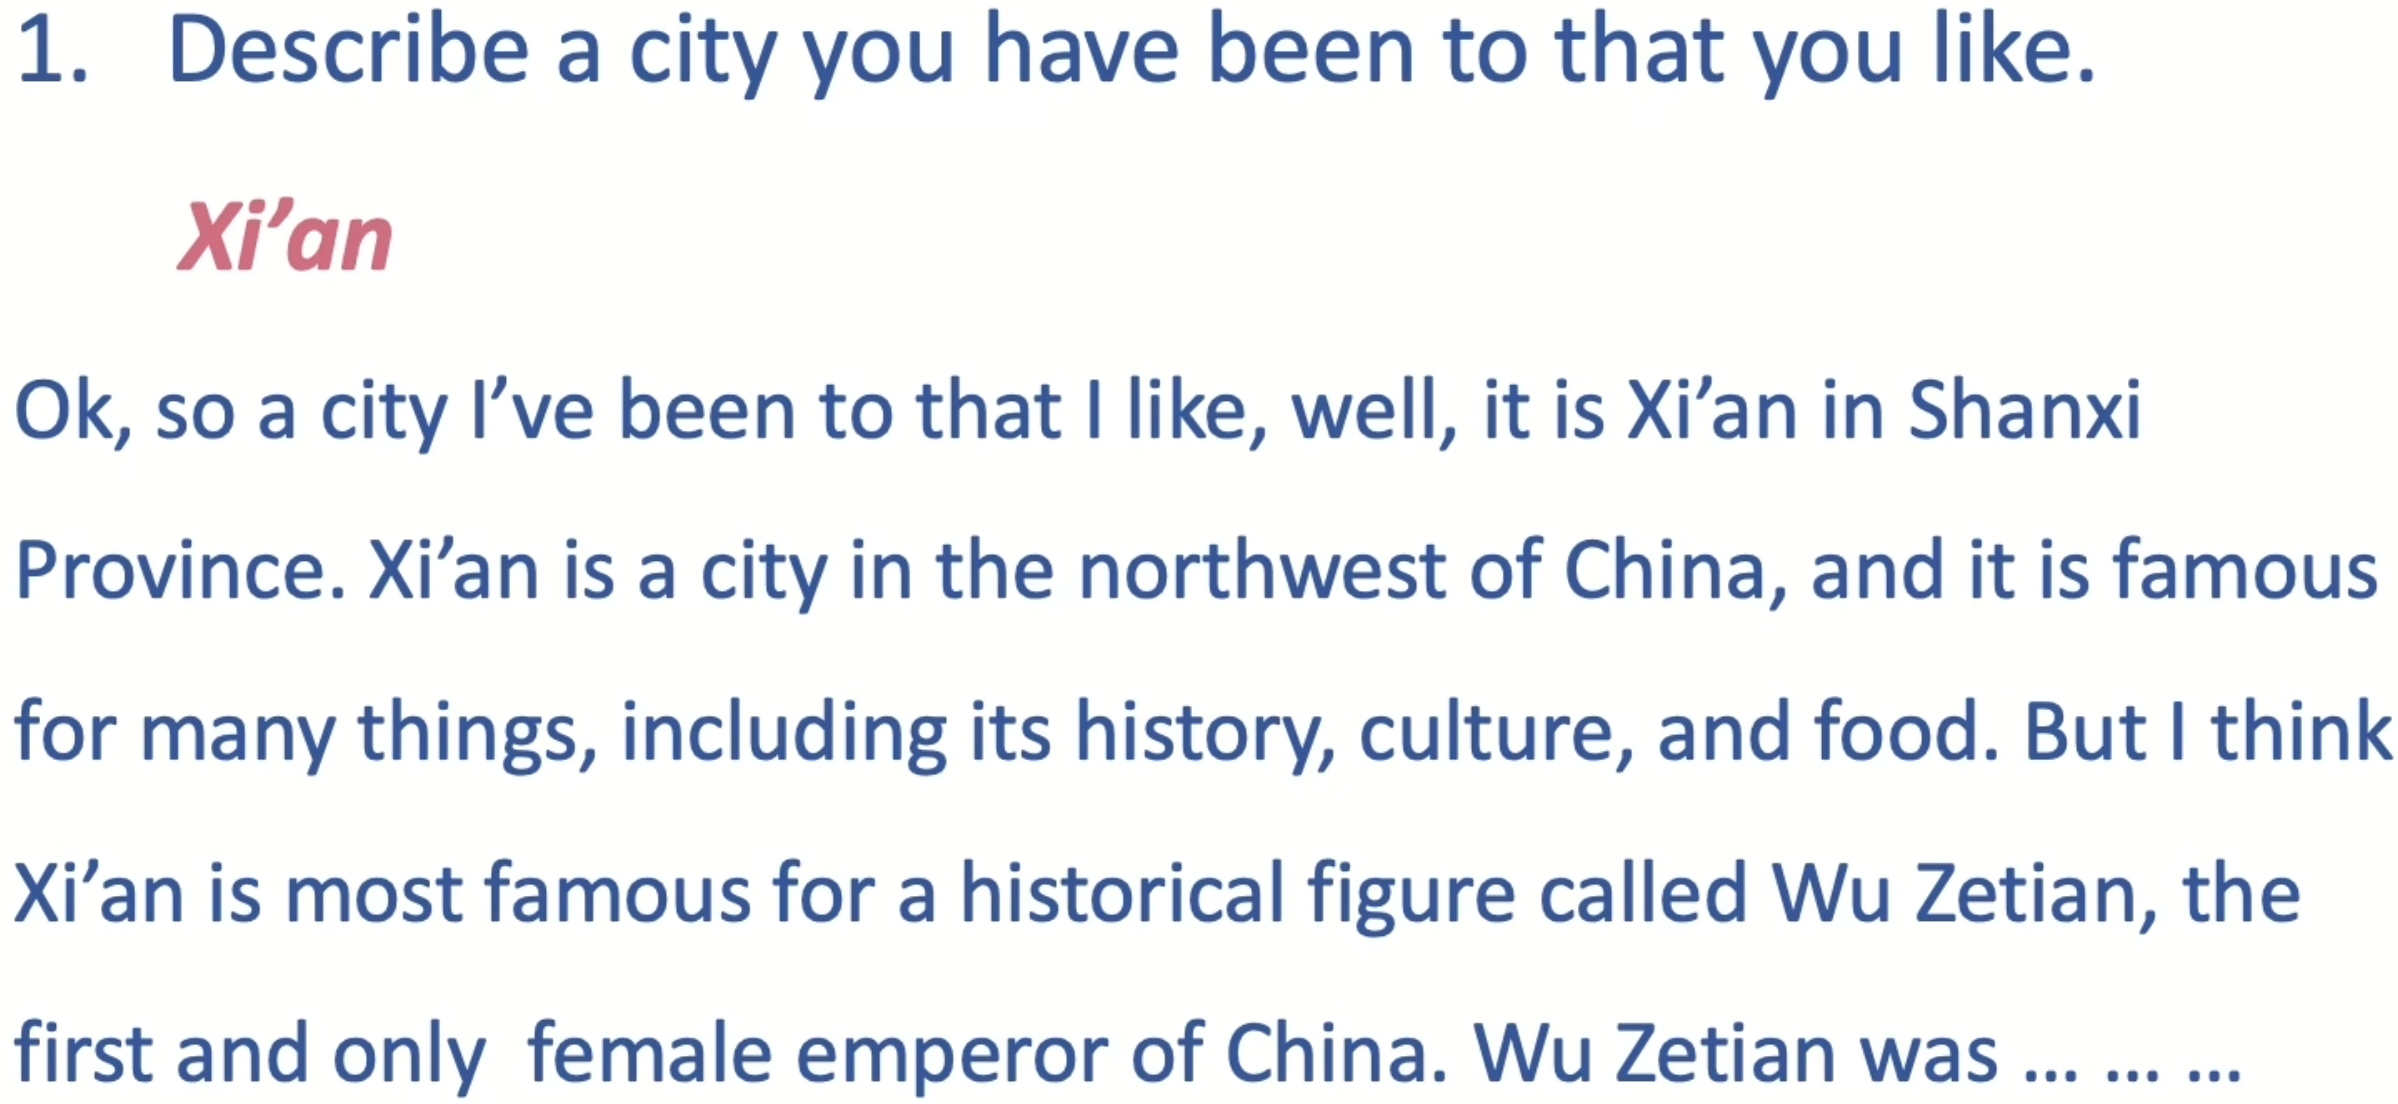 1. Describe a city you have been to that you like.
Xi’an
Ok, so a city I’ve been to that I like, well, it is Xi’an in Shanxi
Province. Xi’an is a city in the northwest of China, and it is famous
for many things, including its history, culture, and food. But I think
Xi’an is most famous for a historical figure called Wu Zetian, the
first and only female emperor of China. Wu Zetian was ... ... ...